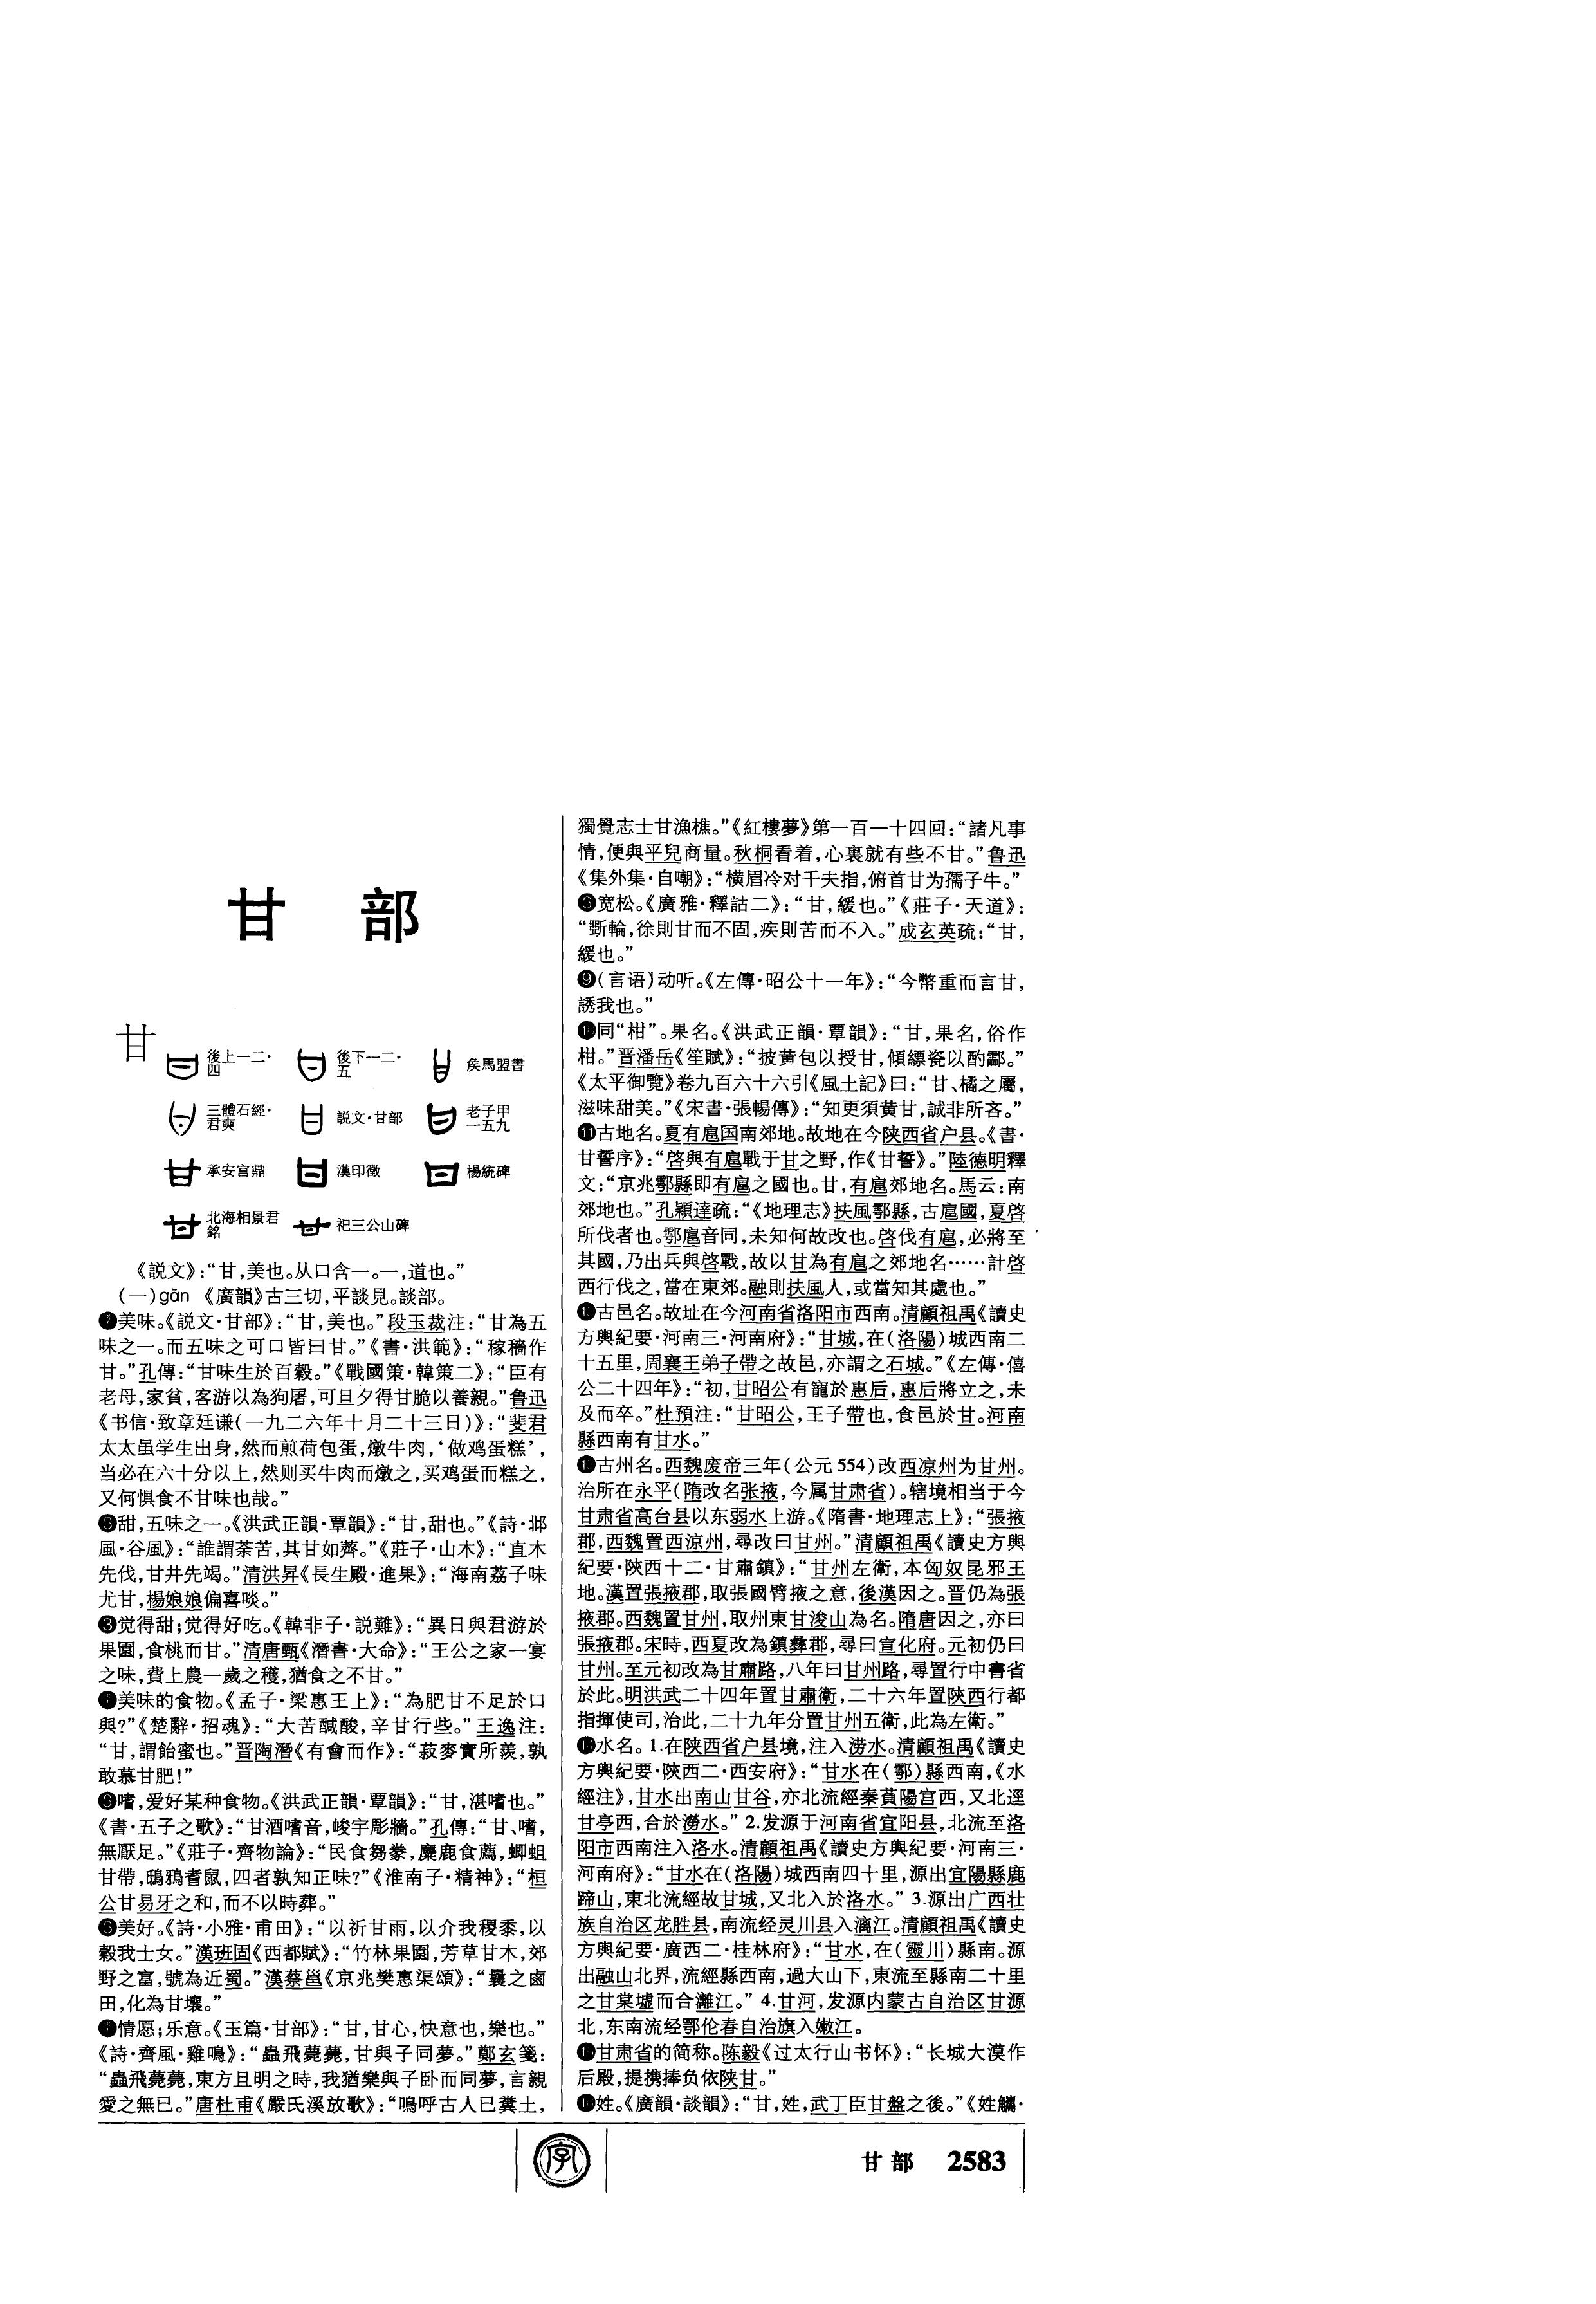 甘 部
甘
後上一二·四
後下一二·五
矦馬盟書
三體石經·君奭
説文·甘部
老子甲一五九
承安宫鼎
漢印徵
楊統碑
北海相景君銘
祀三公山碑
《説文》：“甘，美也。从口含一。一，道也。”
（一）gān 《廣韻》古三切，平談見。談部。
❶美味。《説文·甘部》：“甘，美也。”段玉裁注：“甘為五
味之一。而五味之可口皆曰甘。”《書·洪範》：“稼穡作
甘。”孔傳：“甘味生於百穀。”《戰國策·韓策二》：“臣有
老母，家貧，客游以為狗屠，可旦夕得甘脆以養親。”鲁迅
《书信·致章廷谦（一九二六年十月二十三日）》：“斐君
太太虽学生出身，然而煎荷包蛋，燉牛肉，‘做鸡蛋糕’，
当必在六十分以上，然则买牛肉而燉之，买鸡蛋而糕之，
又何惧食不甘味也哉。”
❷甜，五味之一。《洪武正韻·覃韻》：“甘，甜也。”《詩·邶
風·谷風》：“誰謂荼苦，其甘如薺。”《莊子·山木》：“直木
先伐，甘井先竭。”清洪昇《長生殿·進果》：“海南荔子味
尤甘，楊娘娘偏喜啖。”
❸觉得甜；觉得好吃。《韓非子·説難》：“異日與君游於
果園，食桃而甘。”清唐甄《潛書·大命》：“王公之家一宴
之味，費上農一歲之穫，猶食之不甘。”
❹美味的食物。《孟子·梁惠王上》：“為肥甘不足於口
與？”《楚辭·招魂》：“大苦醎酸，辛甘行些。”王逸注：
“甘，謂飴蜜也。”晋陶潛《有會而作》：“菽麥實所羨，孰
敢慕甘肥！”
❺嗜，爱好某种食物。《洪武正韻·覃韻》：“甘，湛嗜也。”
《書·五子之歌》：“甘酒嗜音，峻宇彫牆。”孔傳：“甘、嗜，
無厭足。”《莊子·齊物論》：“民食芻豢，麋鹿食薦，蝍蛆
甘帶，鴟鴉耆鼠，四者孰知正味？”《淮南子·精神》：“桓
公甘易牙之和，而不以時葬。”
❻美好。《詩·小雅·甫田》：“以祈甘雨，以介我稷黍，以
穀我士女。”漢班固《西都賦》：“竹林果園，芳草甘木，郊
野之富，號為近蜀。”漢蔡邕《京兆樊惠渠頌》：“曩之鹵
田，化為甘壤。”
❼情愿；乐意。《玉篇·甘部》：“甘，甘心，快意也，樂也。”
《詩·齊風·雞鳴》：“蟲飛薨薨，甘與子同夢。”鄭玄箋：
“蟲飛薨薨，東方且明之時，我猶樂與子卧而同夢，言親
愛之無已。”唐杜甫《嚴氏溪放歌》：“嗚呼古人已糞土，
獨覺志士甘漁樵。”《紅樓夢》第一百一十四回：“諸凡事
情，便與平兒商量。秋桐看着，心裏就有些不甘。”鲁迅
《集外集·自嘲》：“横眉冷对千夫指，俯首甘为孺子牛。”
❽宽松。《廣雅·釋詁二》：“甘，緩也。”《莊子·天道》：
“斲輪，徐則甘而不固，疾則苦而不入。”成玄英疏：“甘，
緩也。”
❾（言语）动听。《左傳·昭公十一年》：“今幣重而言甘，
誘我也。”
❿同“柑”。果名。《洪武正韻·覃韻》：“甘，果名，俗作
柑。”晋潘岳《笙賦》：“披黄包以授甘，傾縹瓷以酌酃。”
《太平御覽》卷九百六十六引《風土記》曰：“甘、橘之屬，
滋味甜美。”《宋書·張暢傳》：“知更須黄甘，誠非所吝。”
⓫古地名。夏有扈国南郊地。故地在今陕西省户县。《書·
甘誓序》：“啓與有扈戰于甘之野，作《甘誓》。”陸德明釋
文：“京兆鄠縣即有扈之國也。甘，有扈郊地名。馬云：南
郊地也。”孔穎達疏：“《地理志》扶風鄠縣，古扈國，夏啓
所伐者也。鄠扈音同，未知何故改也。啓伐有扈，必將至
其國，乃出兵與啓戰，故以甘為有扈之郊地名……計啓
西行伐之，當在東郊。融則扶風人，或當知其處也。”
⓬古邑名。故址在今河南省洛阳市西南。清顧祖禹《讀史
方輿紀要·河南三·河南府》：“甘城，在（洛陽）城西南二
十五里，周襄王弟子帶之故邑，亦謂之石城。”《左傳·僖
公二十四年》：“初，甘昭公有寵於惠后，惠后將立之，未
及而卒。”杜預注：“甘昭公，王子帶也，食邑於甘。河南
縣西南有甘水。”
⓭古州名。西魏废帝三年（公元554）改西凉州为甘州。
治所在永平（隋改名张掖，今属甘肃省）。辖境相当于今
甘肃省高台县以东弱水上游。《隋書·地理志上》：“張掖
郡，西魏置西涼州，尋改曰甘州。”清顧祖禹《讀史方輿
紀要·陝西十二·甘肅鎮》：“甘州左衛，本匈奴昆邪王
地。漢置張掖郡，取張國臂掖之意，後漢因之。晋仍為張
掖郡。西魏置甘州，取州東甘浚山為名。隋唐因之，亦曰
張掖郡。宋時，西夏改為鎮彝郡，尋曰宣化府。元初仍曰
甘州。至元初改為甘肅路，八年曰甘州路，尋置行中書省
於此。明洪武二十四年置甘肅衛，二十六年置陝西行都
指揮使司，治此，二十九年分置甘州五衛，此為左衛。”
⓮水名。1.在陕西省户县境，注入涝水。清顧祖禹《讀史
方輿紀要·陝西二·西安府》：“甘水在（鄠）縣西南，《水
經注》，甘水出南山甘谷，亦北流經秦萯陽宫西，又北逕
甘亭西，合於澇水。” 2.发源于河南省宜阳县，北流至洛
阳市西南注入洛水。清顧祖禹《讀史方輿紀要·河南三·
河南府》：“甘水在（洛陽）城西南四十里，源出宜陽縣鹿
蹄山，東北流經故甘城，又北入於洛水。” 3.源出广西壮
族自治区龙胜县，南流经灵川县入漓江。清顧祖禹《讀史
方輿紀要·廣西二·桂林府》：“甘水，在（靈川）縣南。源
出融山北界，流經縣西南，過大山下，東流至縣南二十里
之甘棠墟而合灕江。” 4.甘河，发源内蒙古自治区甘源
北，东南流经鄂伦春自治旗入嫩江。
⓯甘肃省的简称。陈毅《过太行山书怀》：“长城大漠作
后殿，提携捧负依陕甘。”
⓰姓。《廣韻·談韻》：“甘，姓，武丁臣甘盤之後。”《姓觿·
字
甘部 2583